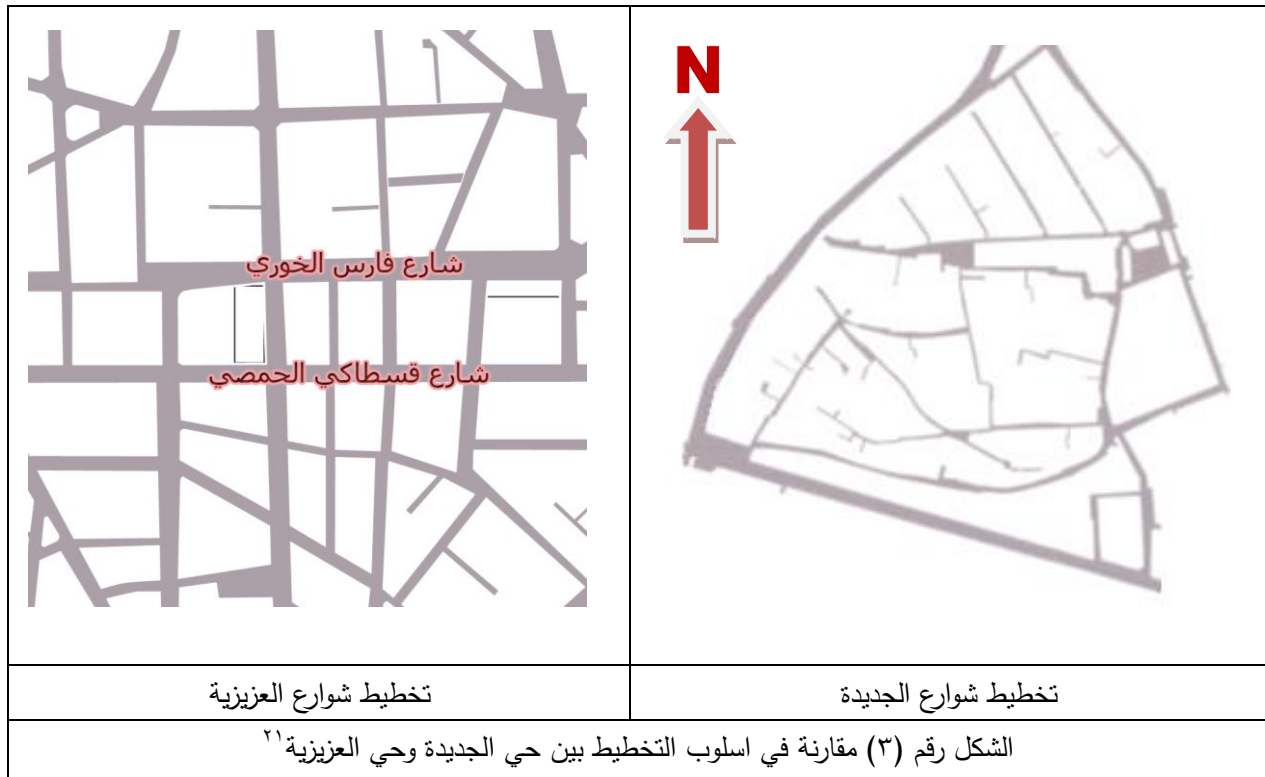 N
شارع فارس الخوري
شارع قسطاكي الحمصي
تخطيط شوارع الجديدة
تخطيط شوارع العزيزية
الشكل رقم (٣) مقارنة في اسلوب التخطيط بين حي الجديدة وحي العزيزية٢١